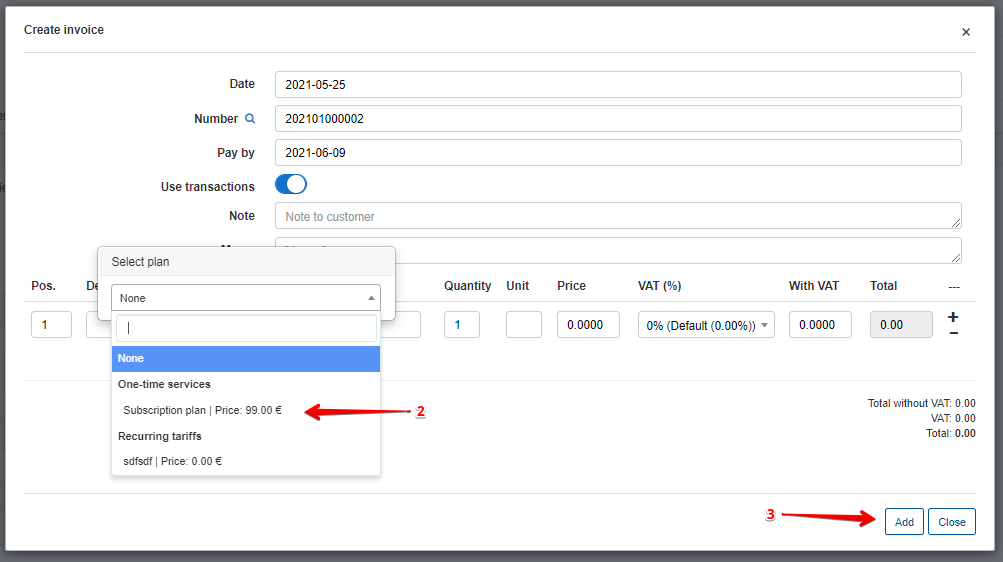 Create invoice
×
Date 2021-05-25
Number 202101000002
Pay by 2021-06-09
Use transactions
Note Note to customer
Select plan
Pos. Quantity Unit Price VAT (%) With VAT Total ---
None
1 1 0.0000 0% (Default (0.00%)) 0.0000 0.00 +
−
None
One-time services
Subscription plan | Price: 99.00 € 2
Total without VAT: 0.00
VAT: 0.00
Total: 0.00
Recurring tariffs
sdfsdf | Price: 0.00 €
3 Add Close